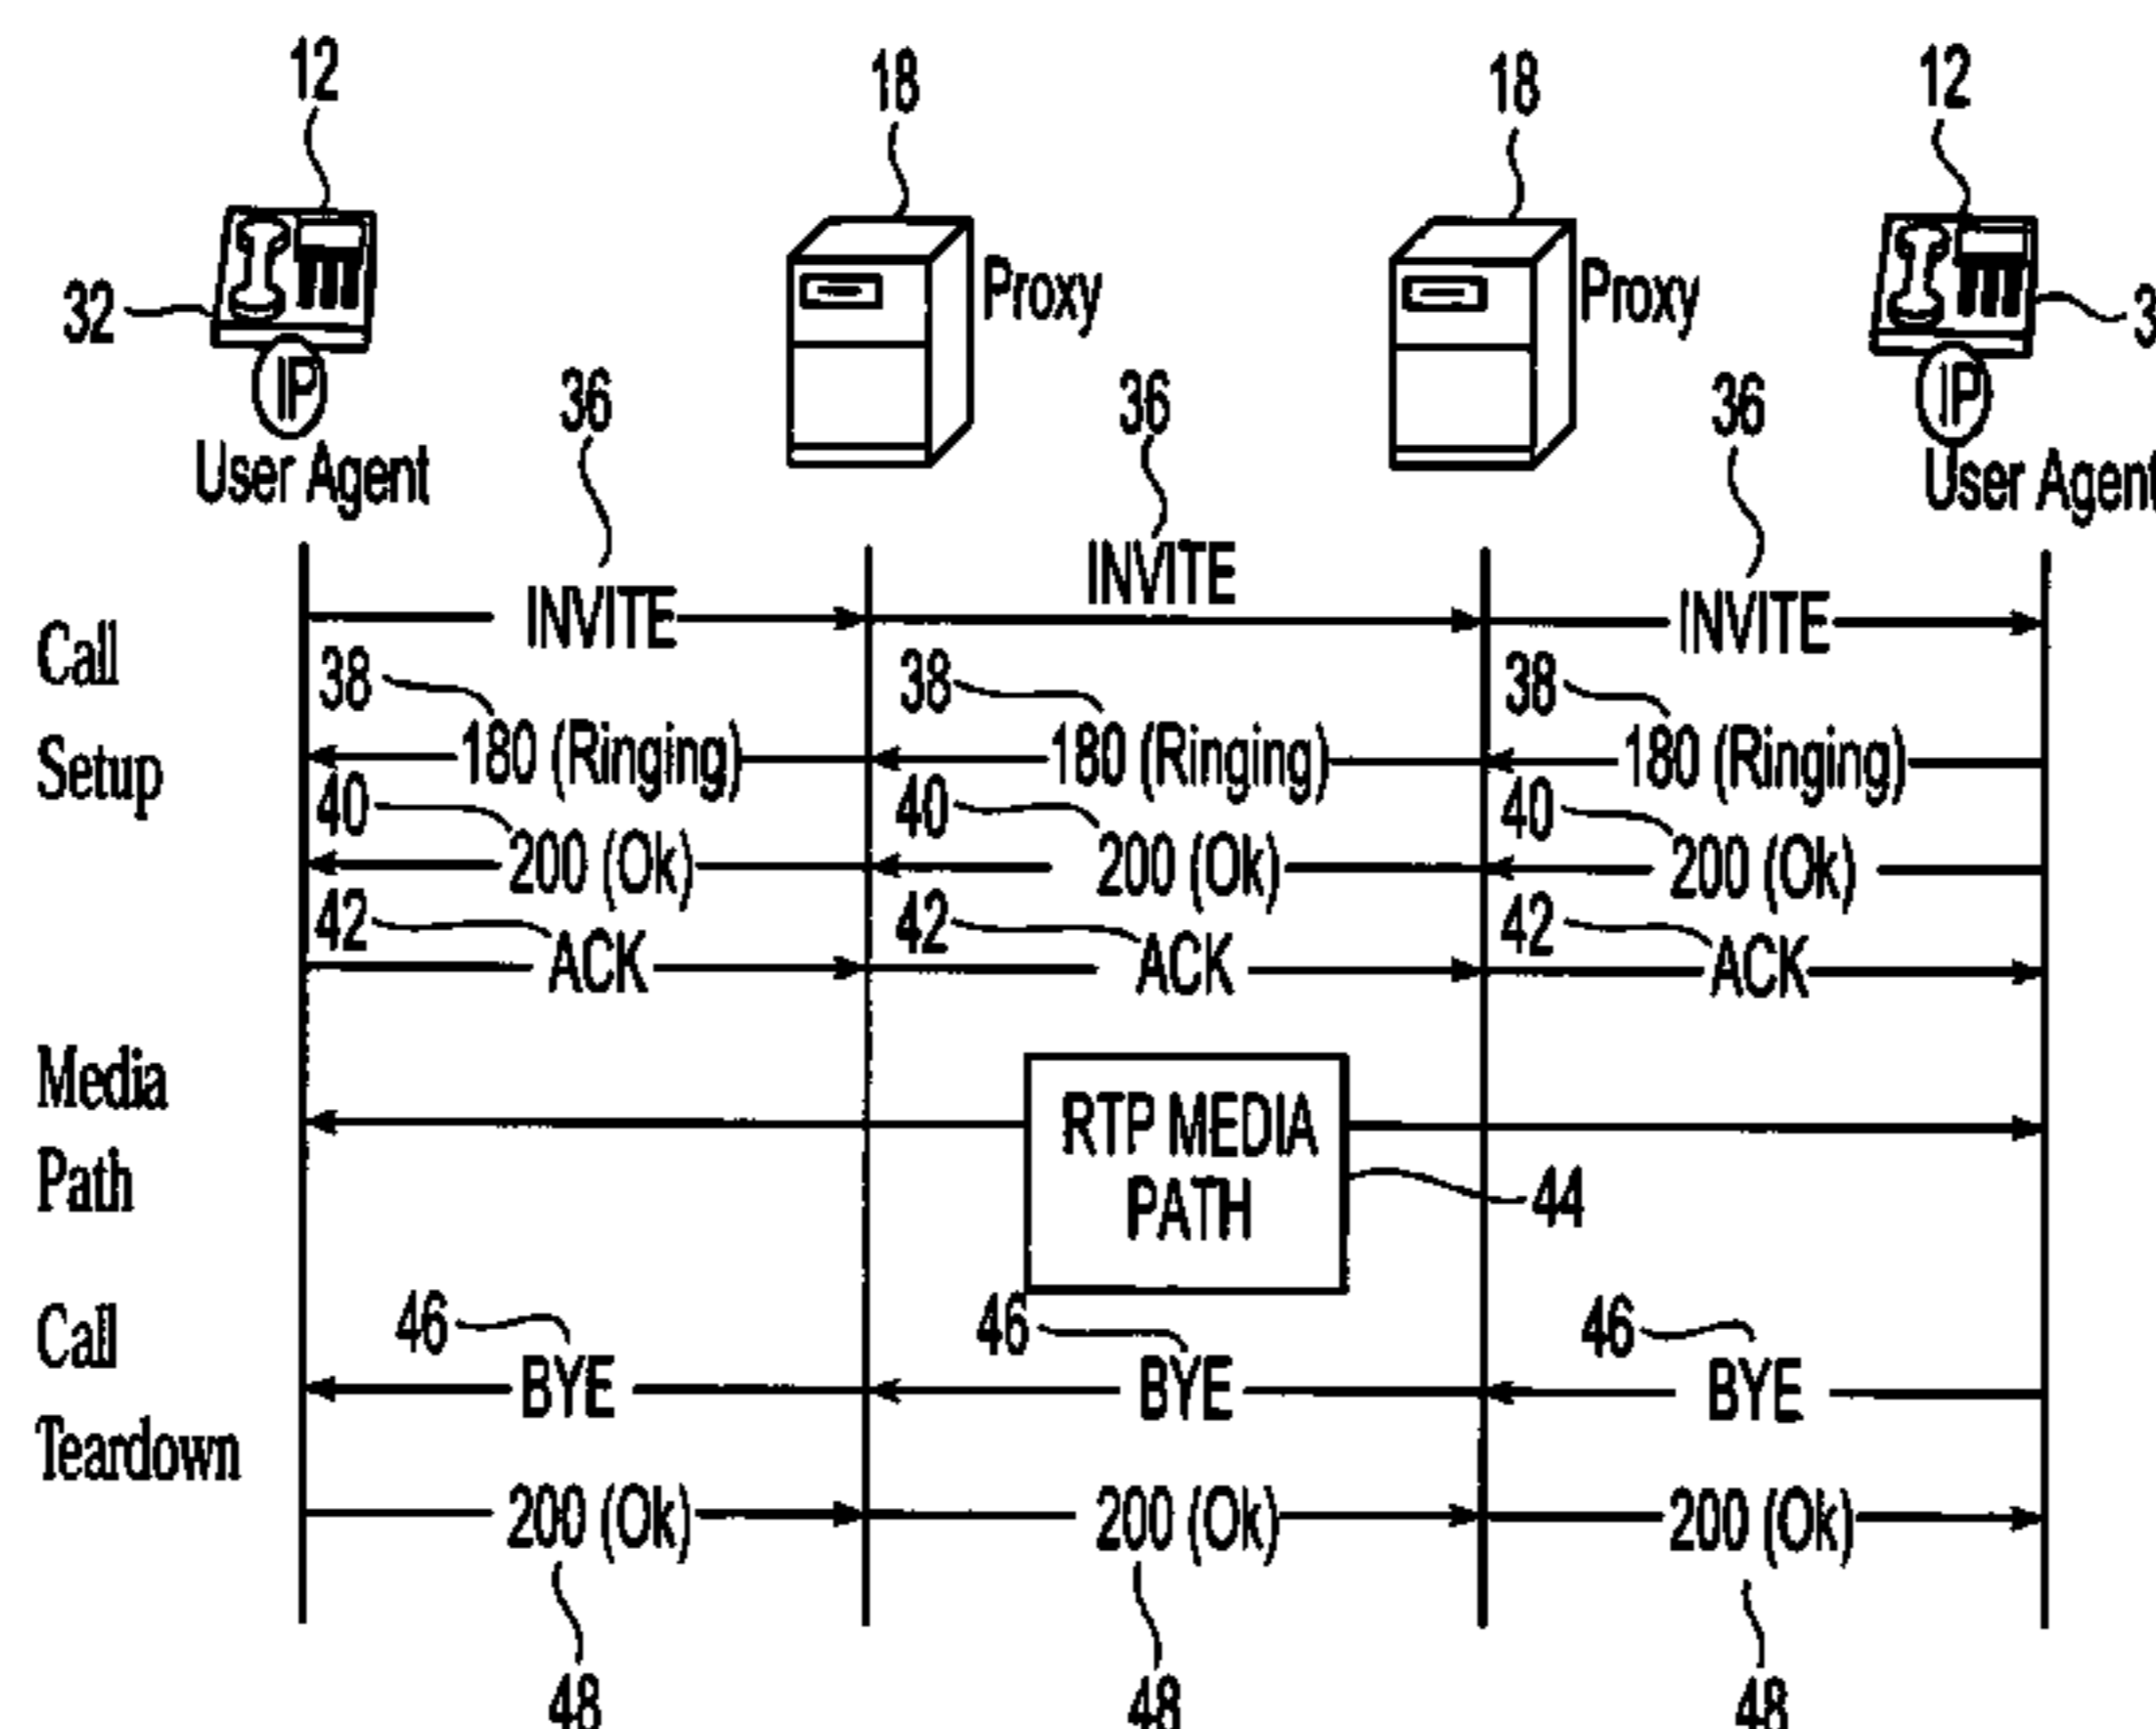 12
18
18
12
32
Proxy
Proxy
3
IP
IP
User Agent
User Agent
36
36
36
INVITE
INVITE
INVITE
Call
Setup
38
38
38
180 (Ringing)
180 (Ringing)
180 (Ringing)
40
40
40
200 (Ok)
200 (Ok)
200 (Ok)
42
42
42
ACK
ACK
ACK
Media
Path
RTP MEDIA
PATH
44
Call
Teardown
46
46
46
BYE
BYE
BYE
200 (Ok)
200 (Ok)
200 (Ok)
48
48
48